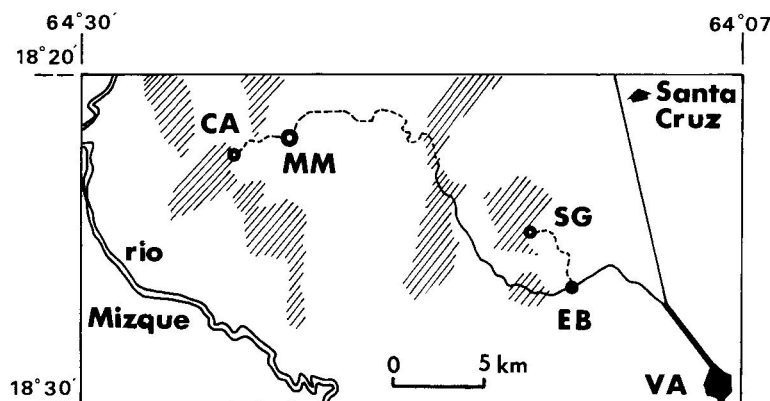 64°30´
64°07
18°20´
Santa
Cruz
CA
MM
SG
rio
Mizque
EB
0 5 km
VA
18°30´